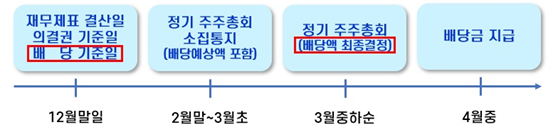 재무제표 결산일
의결권 기준일
배 당 기준일
정기 주주총회
소집통지
(배당예상액 포함)
정기 주주총회
(배당액 최종결정)
배당금 지급
12월말일
2월말~3월초
3월중하순
4월중